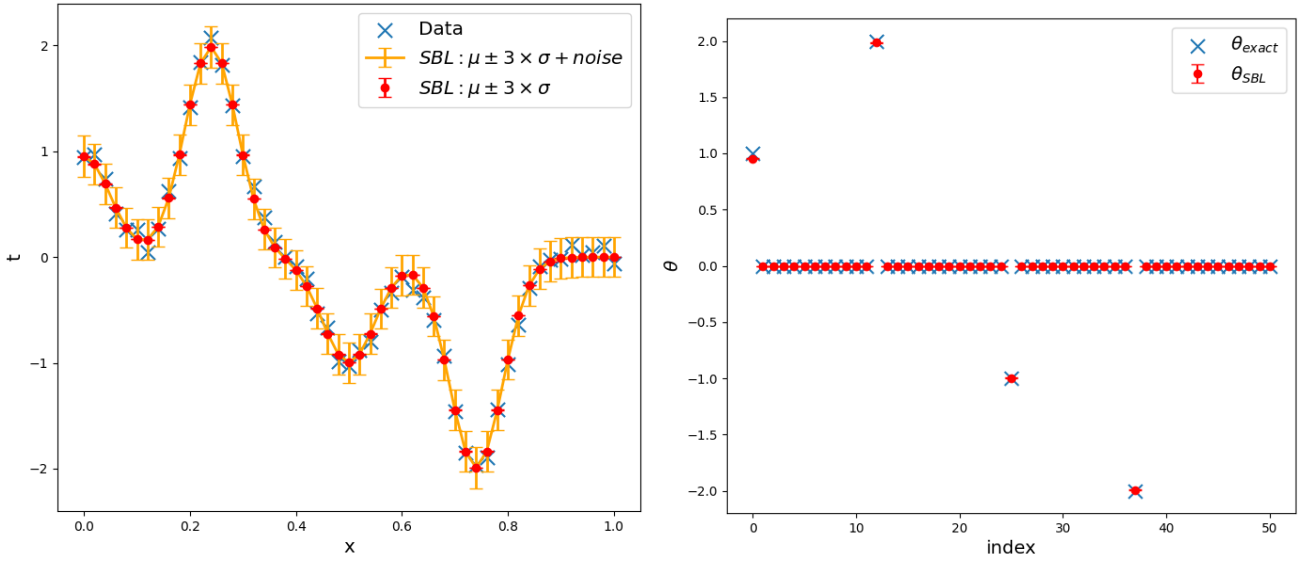 Data
SBL : μ ± 3 × σ + noise
SBL : μ ± 3 × σ
2
1
0
−1
−2
t
0.0 0.2 0.4 0.6 0.8 1.0
x
θexact
θSBL
2.0
1.5
1.0
0.5
0.0
−0.5
−1.0
−1.5
−2.0
θ
0 10 20 30 40 50
index